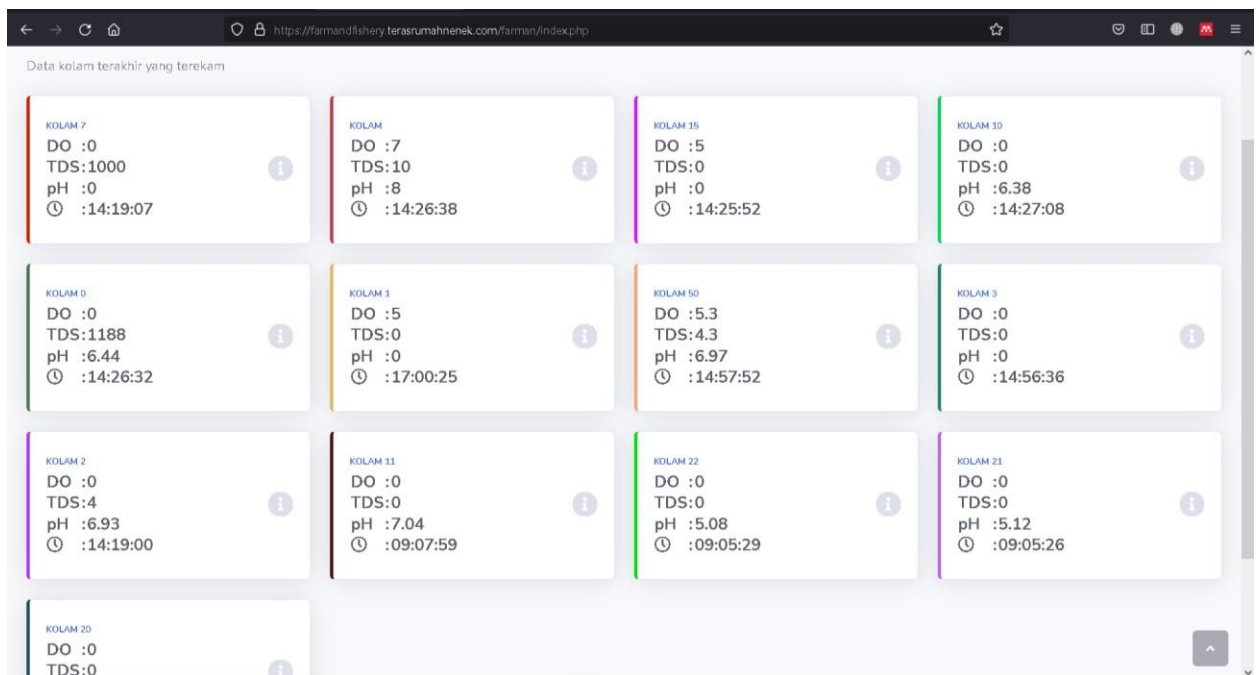 https://farmandfishery.terasrumahnenek.com/farman/index.php
Data kolam terakhir yang terekam
KOLAM 7
DO :0
TDS:1000
pH :0
:14:19:07
KOLAM
DO :7
TDS:10
pH :8
:14:26:38
KOLAM 15
DO :5
TDS:0
pH :0
:14:25:52
KOLAM 10
DO :0
TDS:0
pH :6.38
:14:27:08
KOLAM 0
DO :0
TDS:1188
pH :6.44
:14:26:32
KOLAM 1
DO :5
TDS:0
pH :0
:17:00:25
KOLAM 50
DO :5.3
TDS:4.3
pH :6.97
:14:57:52
KOLAM 3
DO :0
TDS:0
pH :0
:14:56:36
KOLAM 2
DO :0
TDS:4
pH :6.93
:14:19:00
KOLAM 11
DO :0
TDS:0
pH :7.04
:09:07:59
KOLAM 22
DO :0
TDS:0
pH :5.08
:09:05:29
KOLAM 21
DO :0
TDS:0
pH :5.12
:09:05:26
KOLAM 20
DO :0
TDS:0